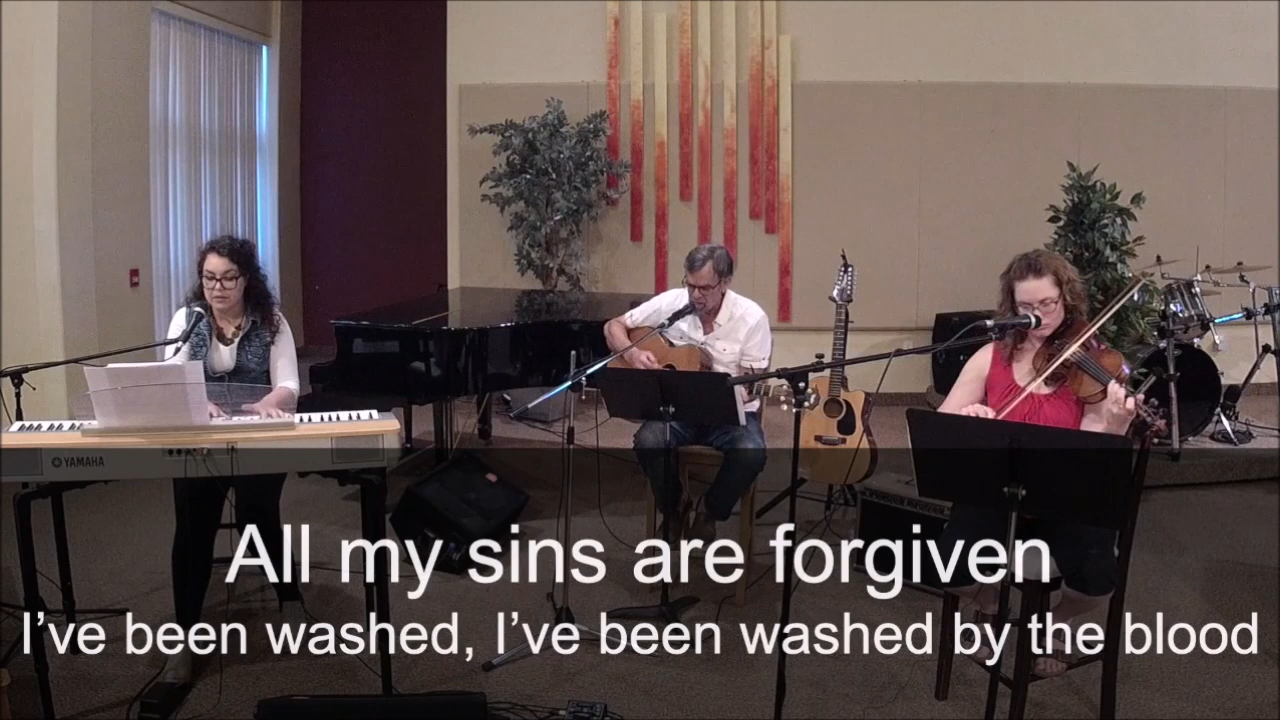 YAMAHA
All my sins are forgiven
I've been washed, I've been washed by the blood